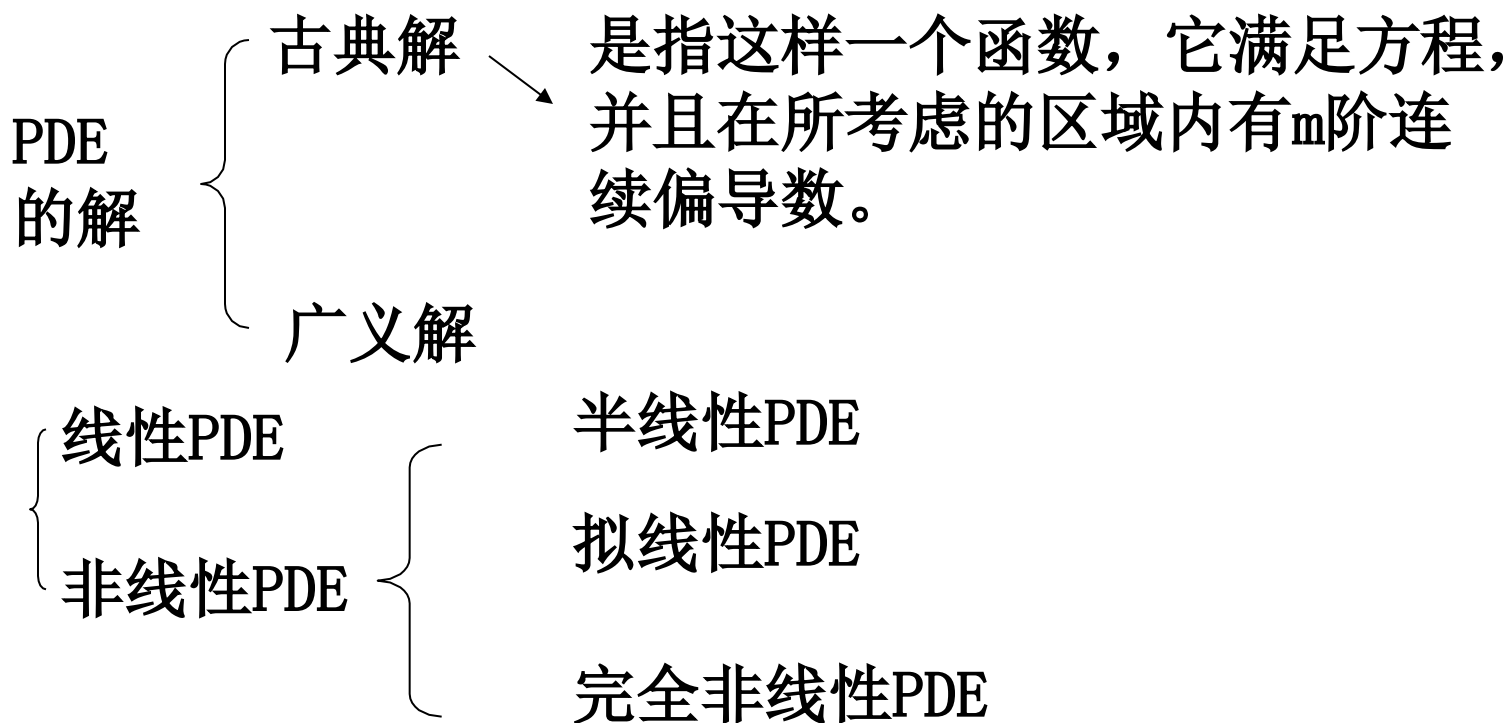 古典解
是指这样一个函数，它满足方程，
并且在所考虑的区域内有m阶连
续偏导数。
PDE
的解
广义解
线性PDE
非线性PDE
半线性PDE
拟线性PDE
完全非线性PDE